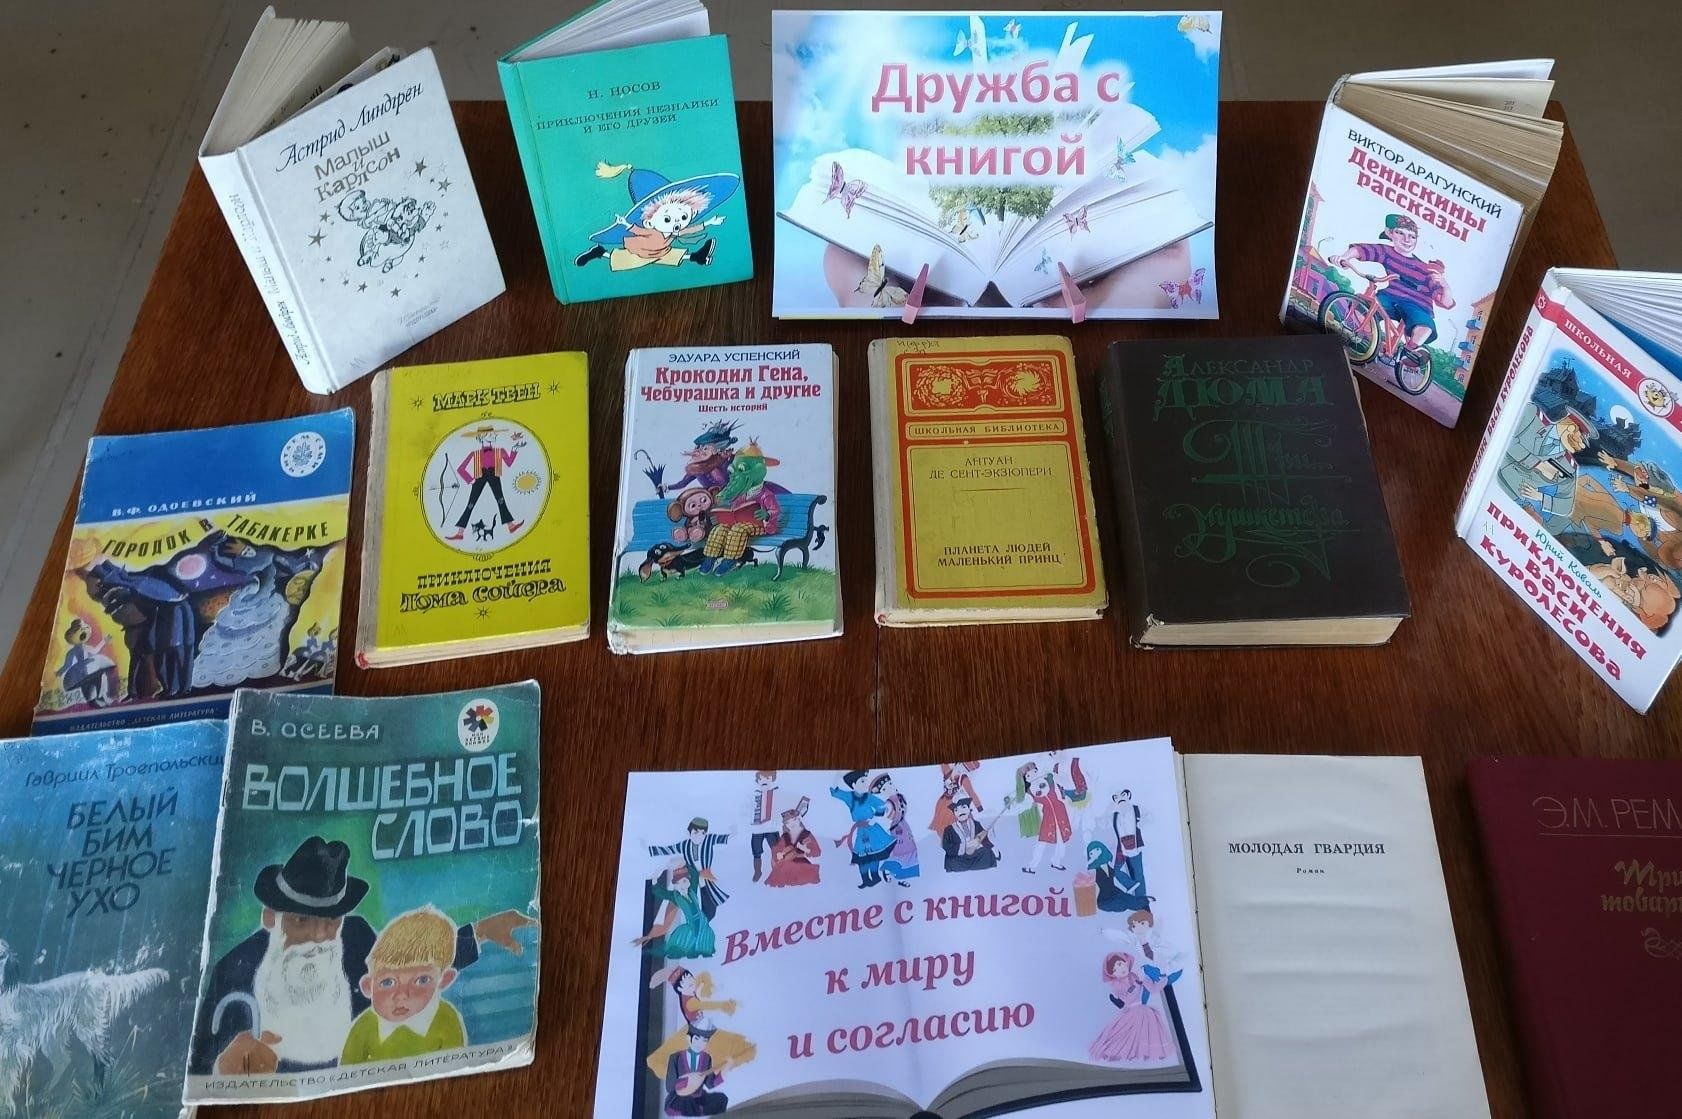 Астрид Линдгрен
Малыш
и
Карлсон
Н. НОСОВ
ПРИКЛЮЧЕНИЯ НЕЗНАЙКИ
И ЕГО ДРУЗЕЙ
Дружба с
книгой
ВИКТОР ДРАГУНСКИЙ
Денискины
рассказы
ШКОЛЬНАЯ
Юрий Коваль
ПРИКЛЮЧЕНИЯ
ВАСИ
КУРОЛЕСОВА
В.Ф. ОДОЕВСКИЙ
ГОРОДОК В ТАБАКЕРКЕ
ИЗДАТЕЛЬСТВО "ДЕТСКАЯ ЛИТЕРАТУРА"
МАРК ТВЕН
ПРИКЛЮЧЕНИЯ
ТОМА СОЙЕРА
ЭДУАРД УСПЕНСКИЙ
Крокодил Гена,
Чебурашка и другие
Шесть историй
ШКОЛЬНАЯ БИБЛИОТЕКА
АНТУАН
ДЕ СЕНТ-ЭКЗЮПЕРИ
ПЛАНЕТА ЛЮДЕЙ
МАЛЕНЬКИЙ ПРИНЦ
АЛЕКСАНДР
ДЮМА
Три
Мушкетера
Гавриил Троепольский
БЕЛЫЙ
БИМ
ЧЕРНОЕ
УХО
В. ОСЕЕВА
ВОЛШЕБНОЕ
СЛОВО
ИЗДАТЕЛЬСТВО «ДЕТСКАЯ ЛИТЕРАТУРА»
Вместе с книгой
к миру
и согласию
МОЛОДАЯ ГВАРДИЯ
Роман
Э.М. РЕМ
Три
товар